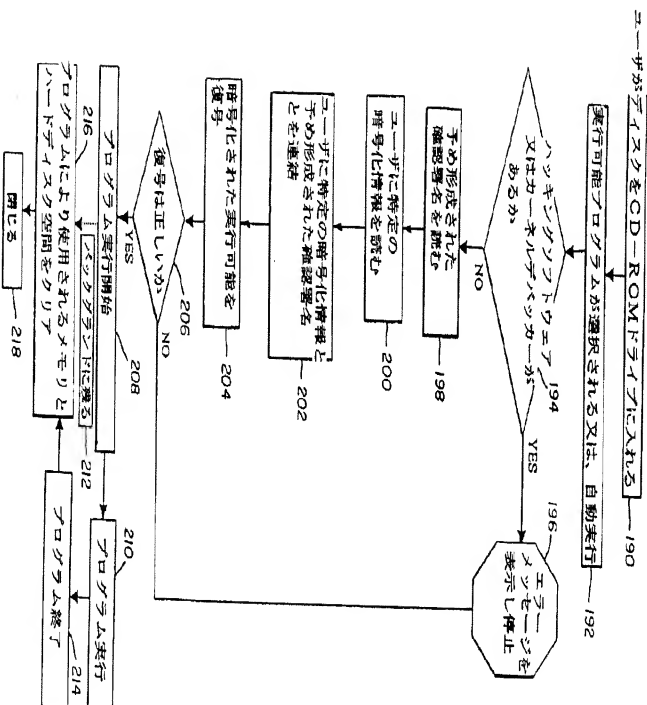 ユーザがディスクをCD-ROMドライブに入れる
190
実行可能プログラムが選択される又は、自動実行
192
ハッキングソフトウェア
又はカーネルデバッカーが
あるか
194
YES
NO
196
エラー
メッセージを
表示し停止
予め形成された
確認署名を読む
198
ユーザに特定の
暗号化情報を読む
200
ユーザに特定の暗号化情報と
予め形成された確認署名
とを連結
202
暗号化された実行可能を
復号
204
復号は正しいか
206
NO
YES
プログラム実行開始
208
210
プログラム実行
バックグランドに残る
212
プログラム終了
214
216
プログラムにより使用されるメモリと
ハードディスク空間をクリア
閉じる
218